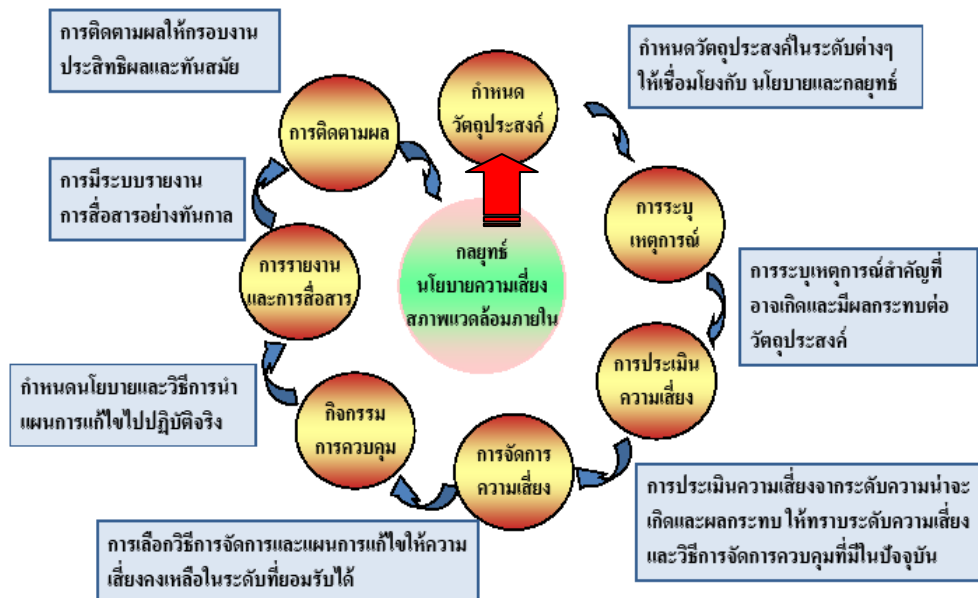 การติดตามผลให้กรอบงาน
ประสิทธิผลและทันสมัย
กำหนด
วัตถุประสงค์
กำหนดวัตถุประสงค์ในระดับต่างๆ
ให้เชื่อมโยงกับ นโยบายและกลยุทธ์
การติดตามผล
การมีระบบรายงาน
การสื่อสารอย่างทันกาล
การระบุ
เหตุการณ์
กลยุทธ์
นโยบายความเสี่ยง
สภาพแวดล้อมภายใน
การรายงาน
และการสื่อสาร
การระบุเหตุการณ์สำคัญที่
อาจเกิดและมีผลกระทบต่อ
วัตถุประสงค์
การประเมิน
ความเสี่ยง
กำหนดนโยบายและวิธีการนำ
แผนการแก้ไขไปปฏิบัติจริง
กิจกรรม
การควบคุม
การจัดการ
ความเสี่ยง
การประเมินความเสี่ยงจากระดับความน่าจะ
เกิดและผลกระทบ ให้ทราบระดับความเสี่ยง
และวิธีการจัดการควบคุมที่มีในปัจจุบัน
การเลือกวิธีการจัดการและแผนการแก้ไขให้ความ
เสี่ยงคงเหลือในระดับที่ยอมรับได้